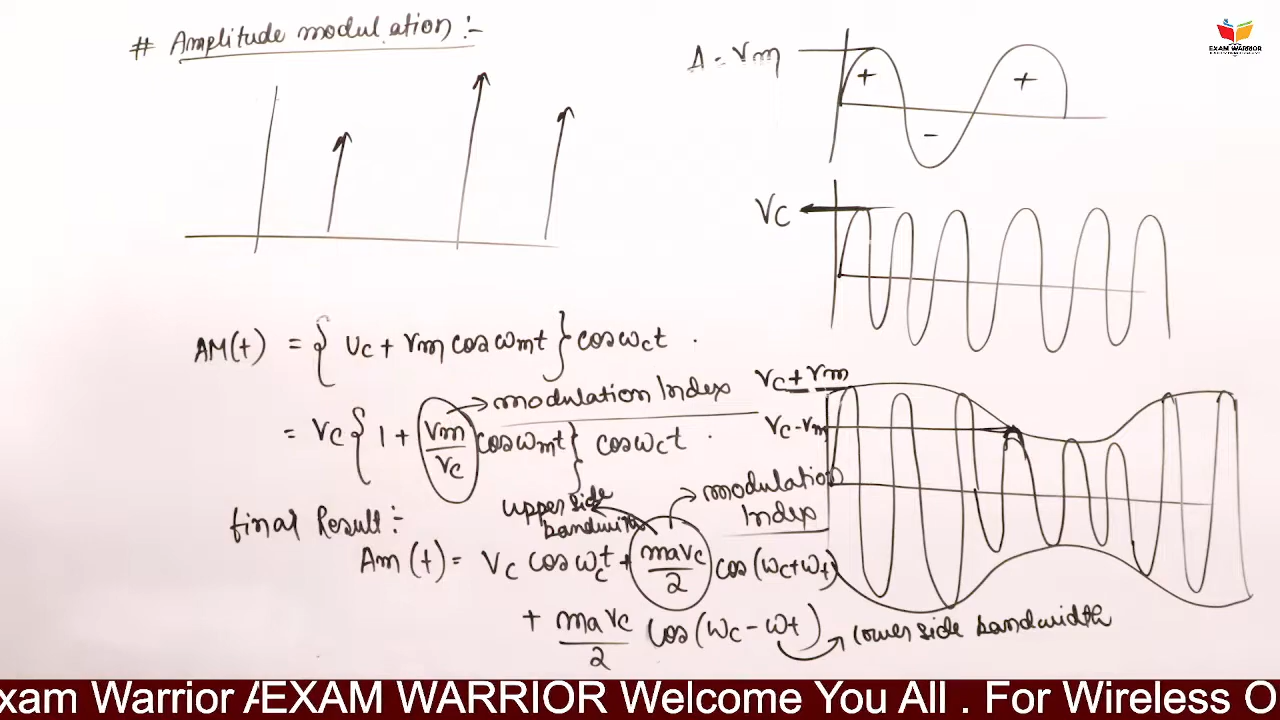 # Amplitude modulation :-
A = Vm
+
+
-
Vc
AM(t) = { Vc + Vm cos ωmt } cos ωct .
= Vc { 1 + Vm/Vc cos ωmt } cos ωct .
modulation Index
Vc + Vm
Vc - Vm
final Result :-
upper side
bandwidth
modulation
Index
Am (t) = Vc cos ωct + maVc/2 cos (ωc+ωt)
+ maVc/2 cos (ωc - ωt)
lower side bandwidth
EXAM WARRIOR
xam Warrior
EXAM WARRIOR Welcome You All . For Wireless O